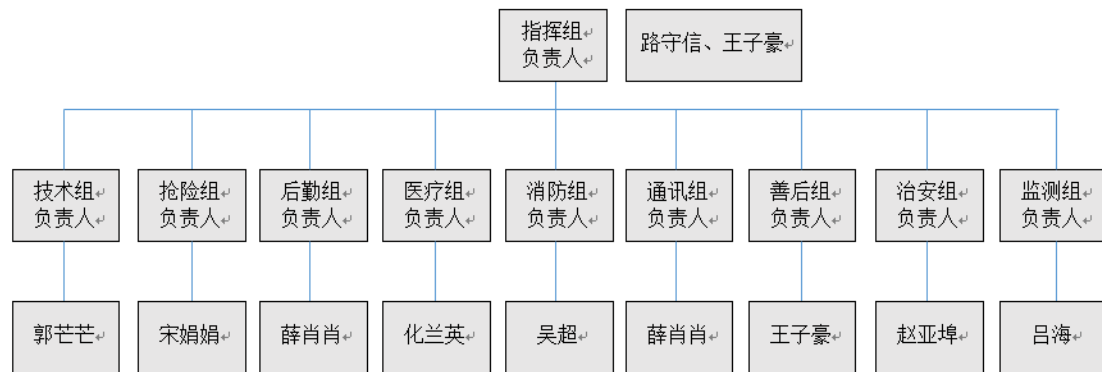 指挥组
负责人
路守信、王子豪
技术组
负责人
抢险组
负责人
后勤组
负责人
医疗组
负责人
消防组
负责人
通讯组
负责人
善后组
负责人
治安组
负责人
监测组
负责人
郭芒芒
宋娟娟
薛肖肖
化兰英
吴超
薛肖肖
王子豪
赵亚埠
吕海